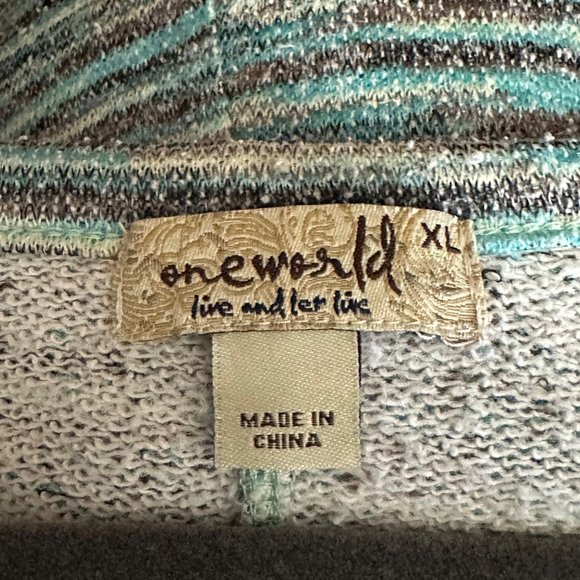 oneworld
XL
live and let live
MADE IN
CHINA